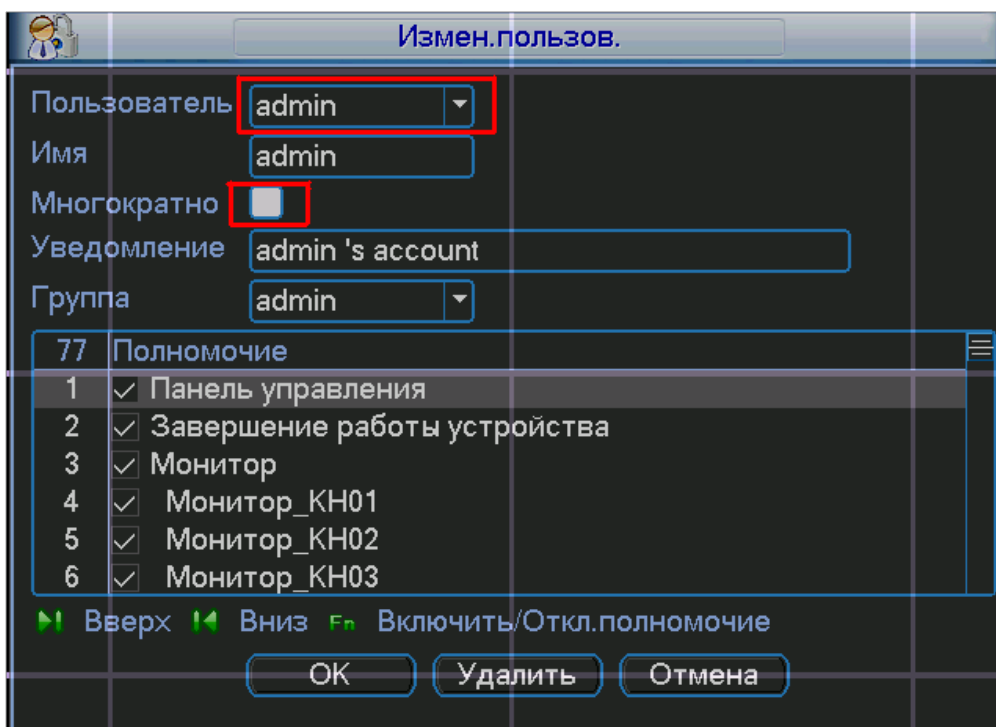 Измен.пользов.
Пользователь admin
Имя admin
Многократно
Уведомление admin 's account
Группа admin
77 Полномочие
1 Панель управления
2 Завершение работы устройства
3 Монитор
4 Монитор_КН01
5 Монитор_КН02
6 Монитор_КН03
Вверх Вниз Fn Включить/Откл.полномочие
OK Удалить Отмена